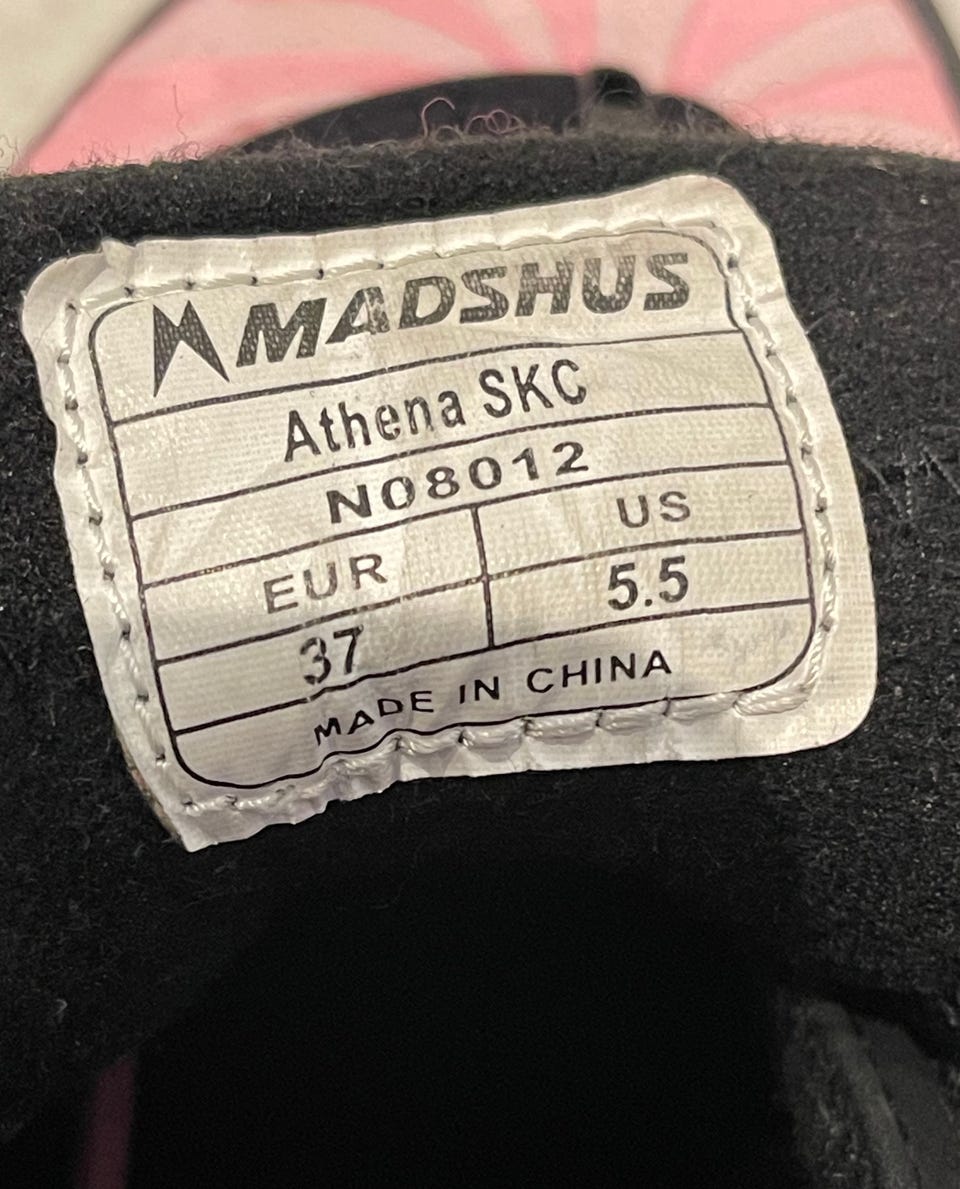 MADSHUS
Athena SKC
N08012
EUR US
37 5.5
MADE IN CHINA